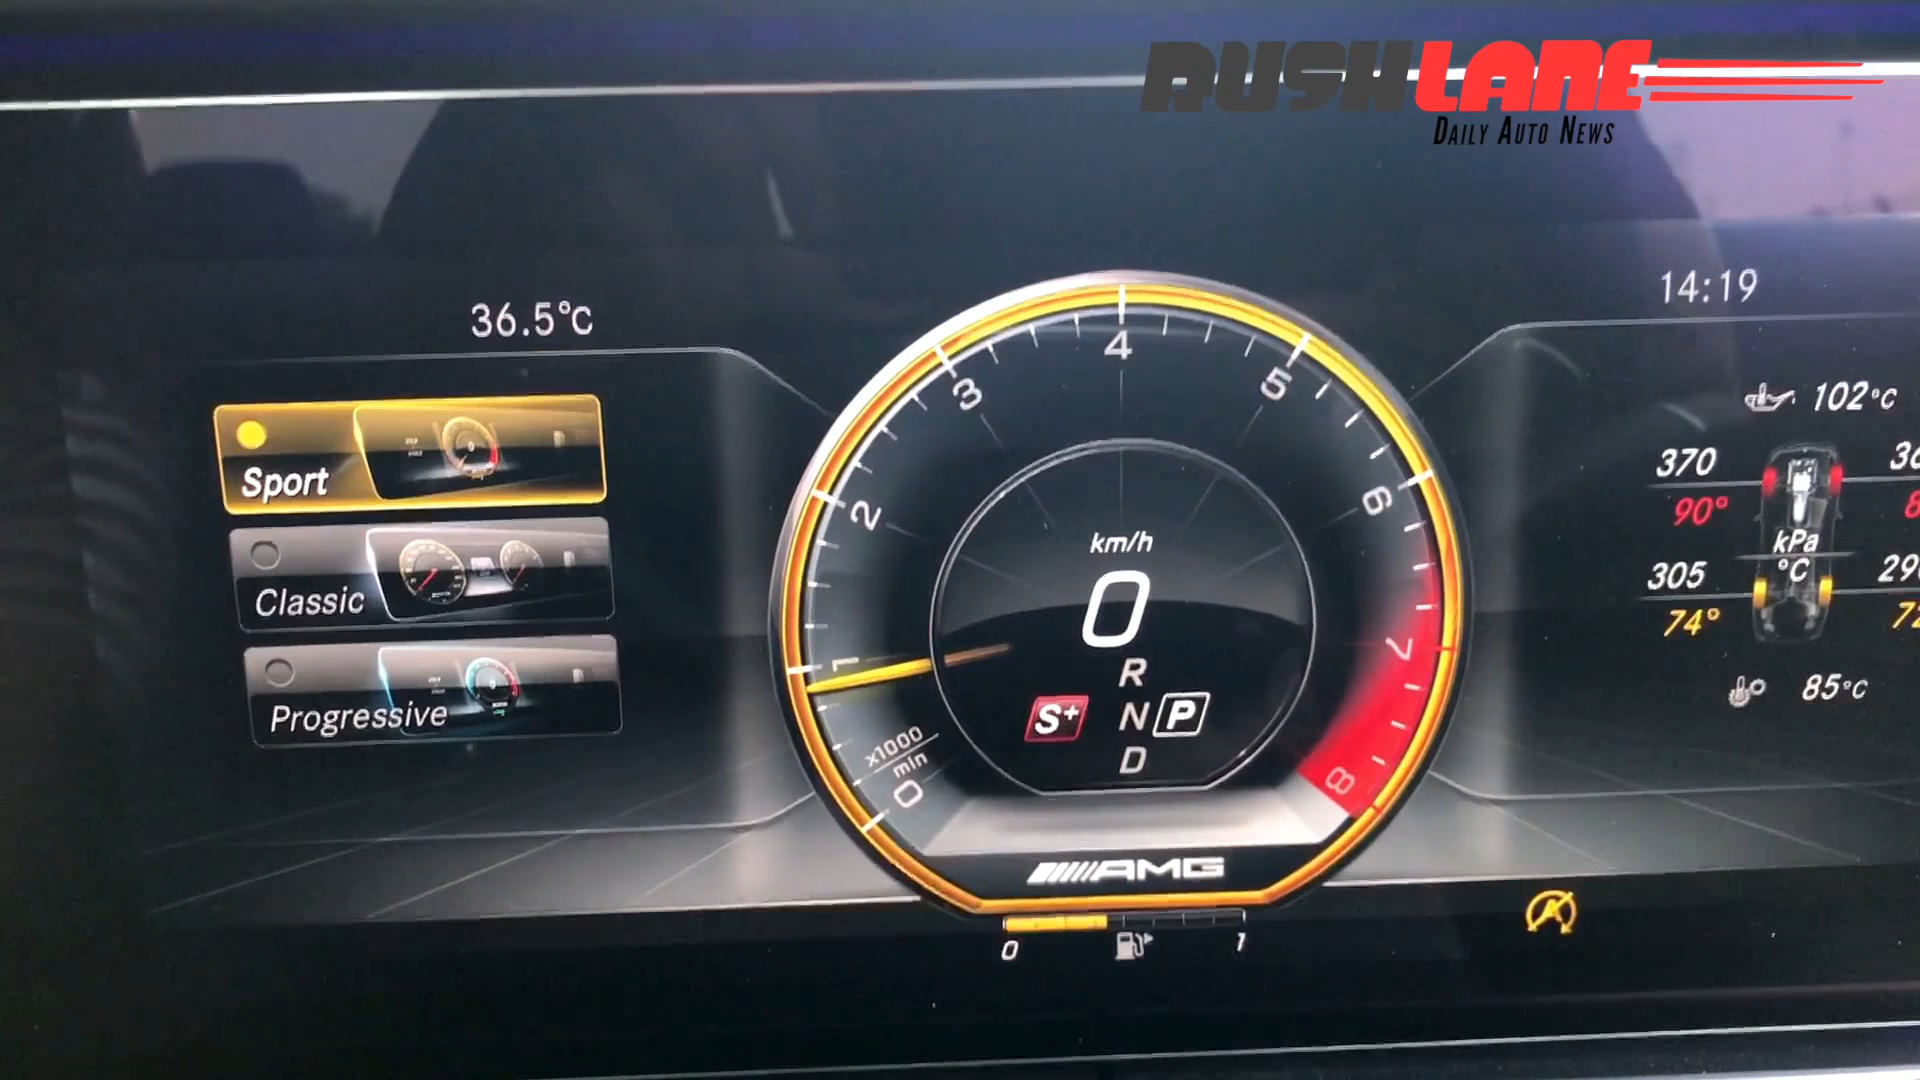 RUSHLANE
DAILY AUTO NEWS
36.5°C
14:19
Sport
Classic
Progressive
0
1
2
3
4
5
6
7
8
x1000
min
km/h
0
R
S+ N P
D
AMG
0 1
102°C
370
90°
kPa
°C
305
74°
85°C